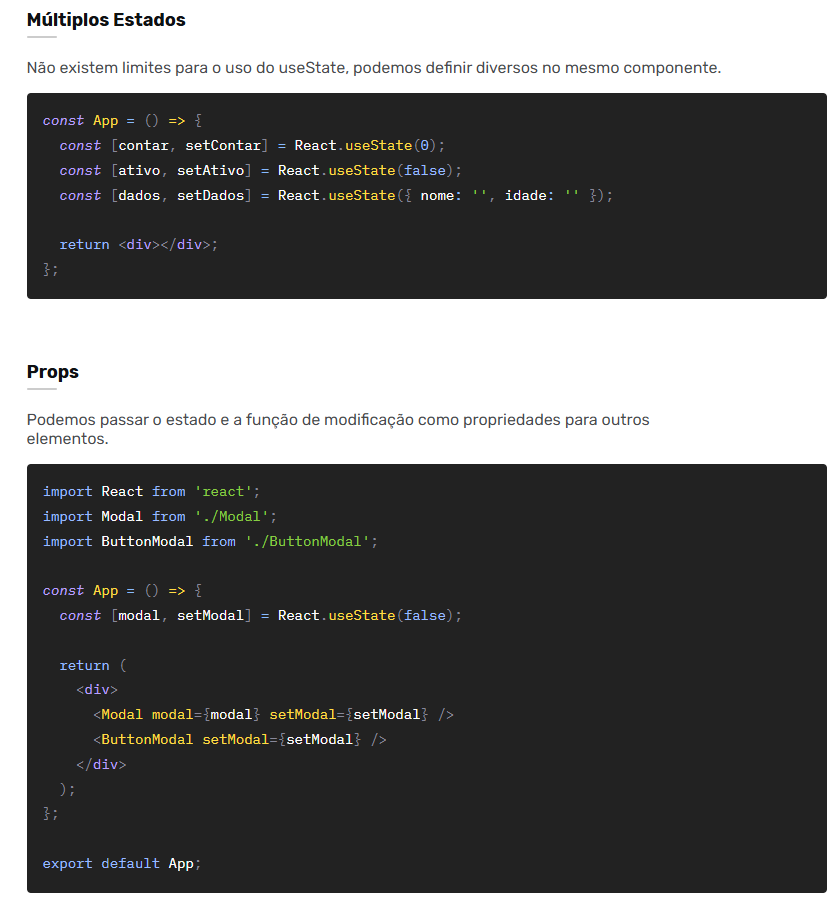 Múltiplos Estados
Não existem limites para o uso do useState, podemos definir diversos no mesmo componente.
const App = () => {
  const [contar, setContar] = React.useState(0);
  const [ativo, setAtivo] = React.useState(false);
  const [dados, setDados] = React.useState({ nome: '', idade: '' });

  return <div></div>;
};
Props
Podemos passar o estado e a função de modificação como propriedades para outros
elementos.
import React from 'react';
import Modal from './Modal';
import ButtonModal from './ButtonModal';

const App = () => {
  const [modal, setModal] = React.useState(false);

  return (
    <div>
      <Modal modal={modal} setModal={setModal} />
      <ButtonModal setModal={setModal} />
    </div>
  );
};

export default App;